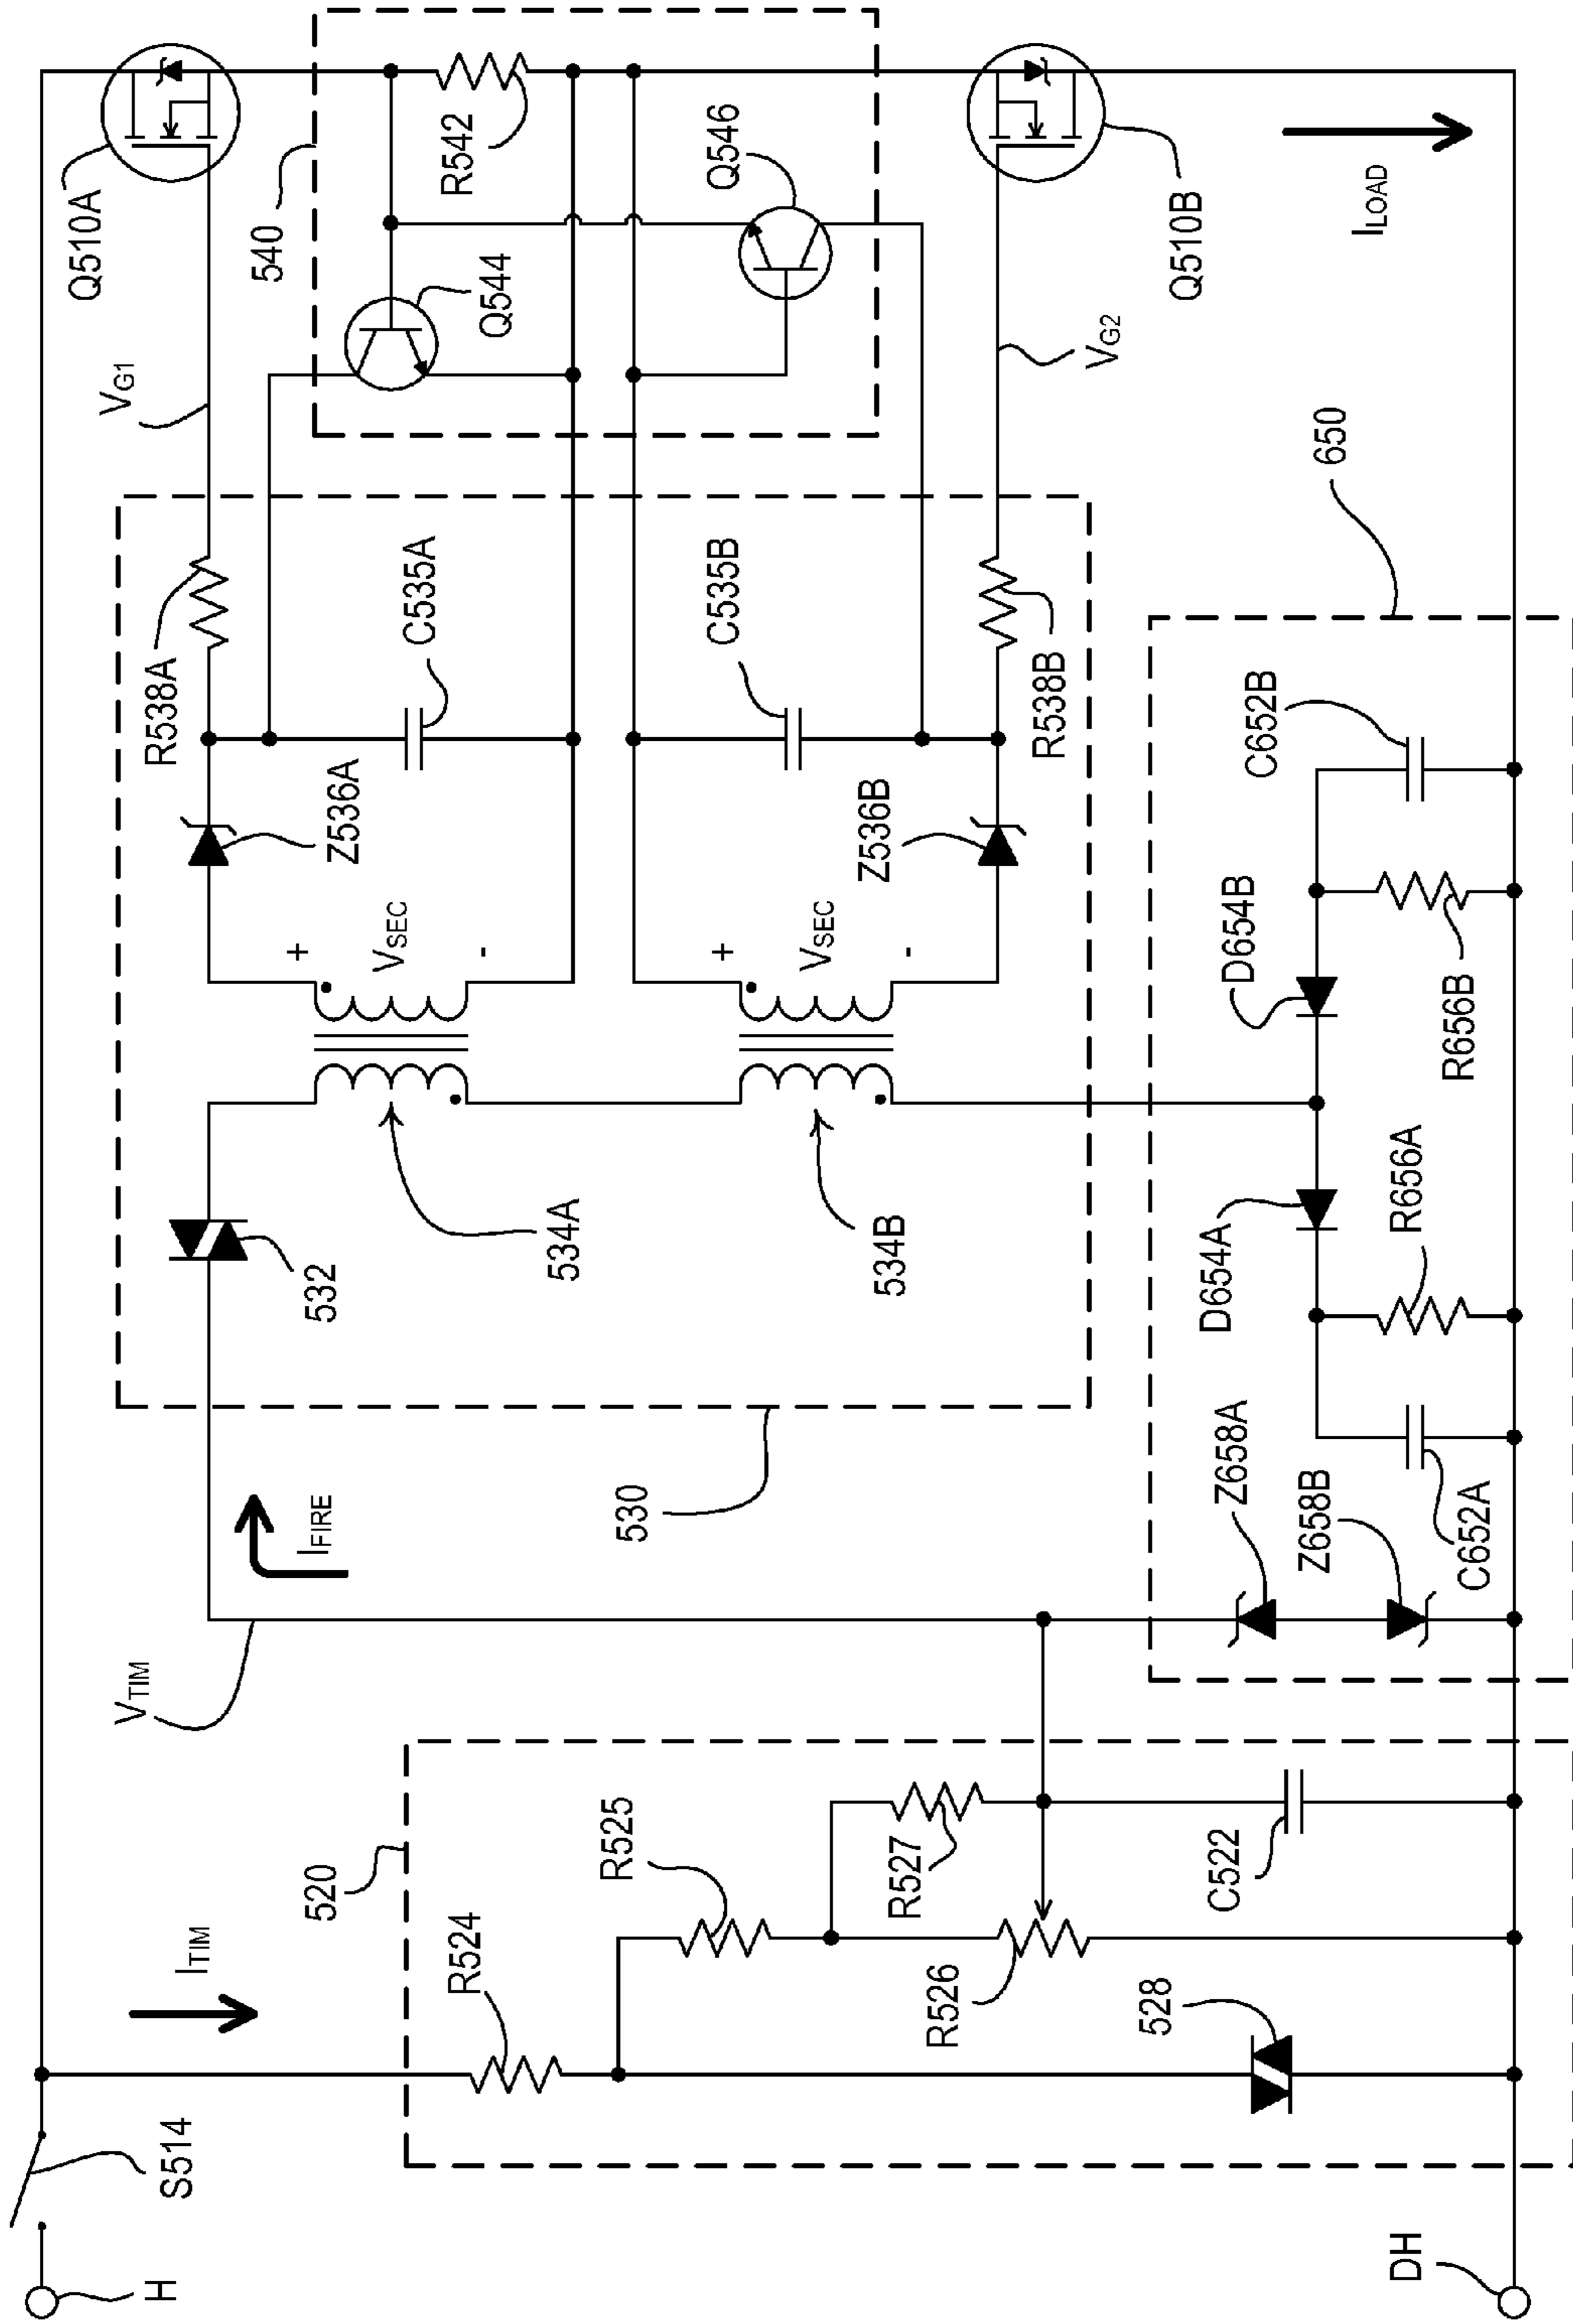 H
S514
ITIM
R524
520
R525
R527
R526
528
C522
DH
VTIM
IFIRE
530
532
534A
534B
+
VSEC
-
+
VSEC
-
Z536A
Z536B
R538A
C535A
C535B
R538B
VG1
VG2
540
Q544
R542
Q546
Q510A
Q510B
ILOAD
650
Z658A
Z658B
C652A
D654A
R656A
D654B
R656B
C652B